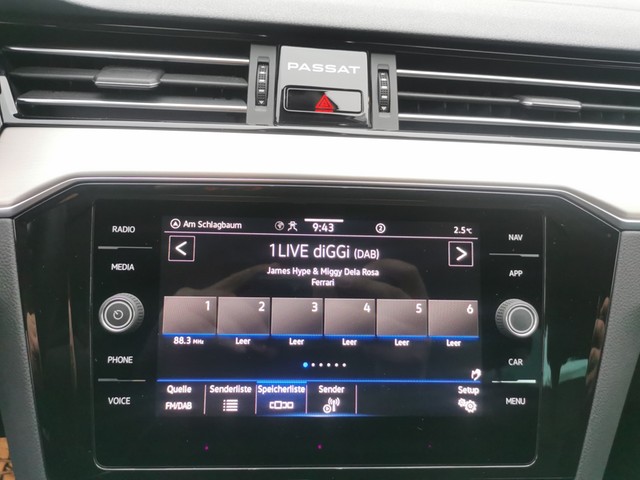 PASSAT
RADIO
MEDIA
PHONE
VOICE
Am Schlagbaum
9:43
2
2.5°C
1LIVE diGGi (DAB)
James Hype & Miggy Dela Rosa
Ferrari
1 2 3 4 5 6
88.3 MHz Leer Leer Leer Leer Leer
Quelle Senderliste Speicherliste Sender Setup
FM/DAB
NAV
APP
CAR
MENU